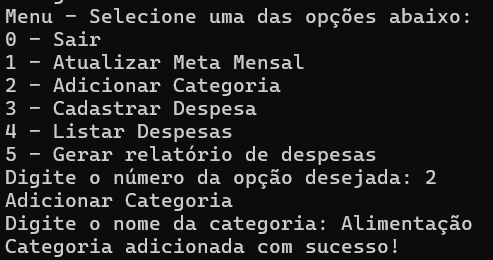 Menu - Selecione uma das opções abaixo:
0 - Sair
1 - Atualizar Meta Mensal
2 - Adicionar Categoria
3 - Cadastrar Despesa
4 - Listar Despesas
5 - Gerar relatório de despesas
Digite o número da opção desejada: 2
Adicionar Categoria
Digite o nome da categoria: Alimentação
Categoria adicionada com sucesso!